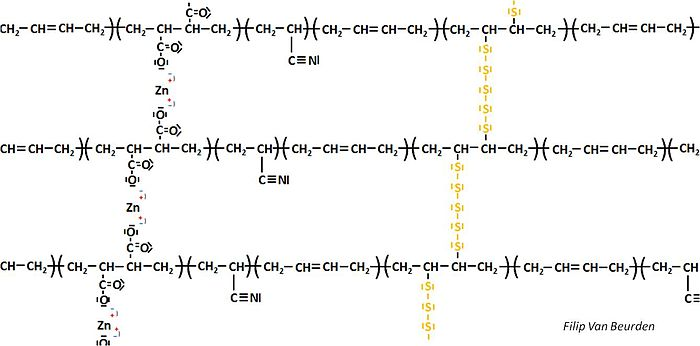 C=O S
CH₂−CH=CH−CH₂)(CH₂−CH−CH−CH₂)(CH₂−CH)(CH₂−CH=CH−CH₂)(CH₂−CH−CH−CH₂)(CH₂−CH=CH−CH₂)
C=O S
O C≡N S
Zn S
O S
C=O S
CH=CH−CH₂)(CH₂−CH−CH−CH₂)(CH₂−CH)(CH₂−CH=CH−CH₂)(CH₂−CH−CH−CH₂)(CH₂−CH=CH−CH₂)(CH₂
C=O S
O C≡N S
Zn S
O S
C=O S
CH−CH₂)(CH₂−CH−CH−CH₂)(CH₂−CH)(CH₂−CH=CH−CH₂)(CH₂−CH−CH−CH₂)(CH₂−CH=CH−CH₂)(CH₂−CH
C=O S
O C≡N S C≡
Zn S
O
Filip Van Beurden